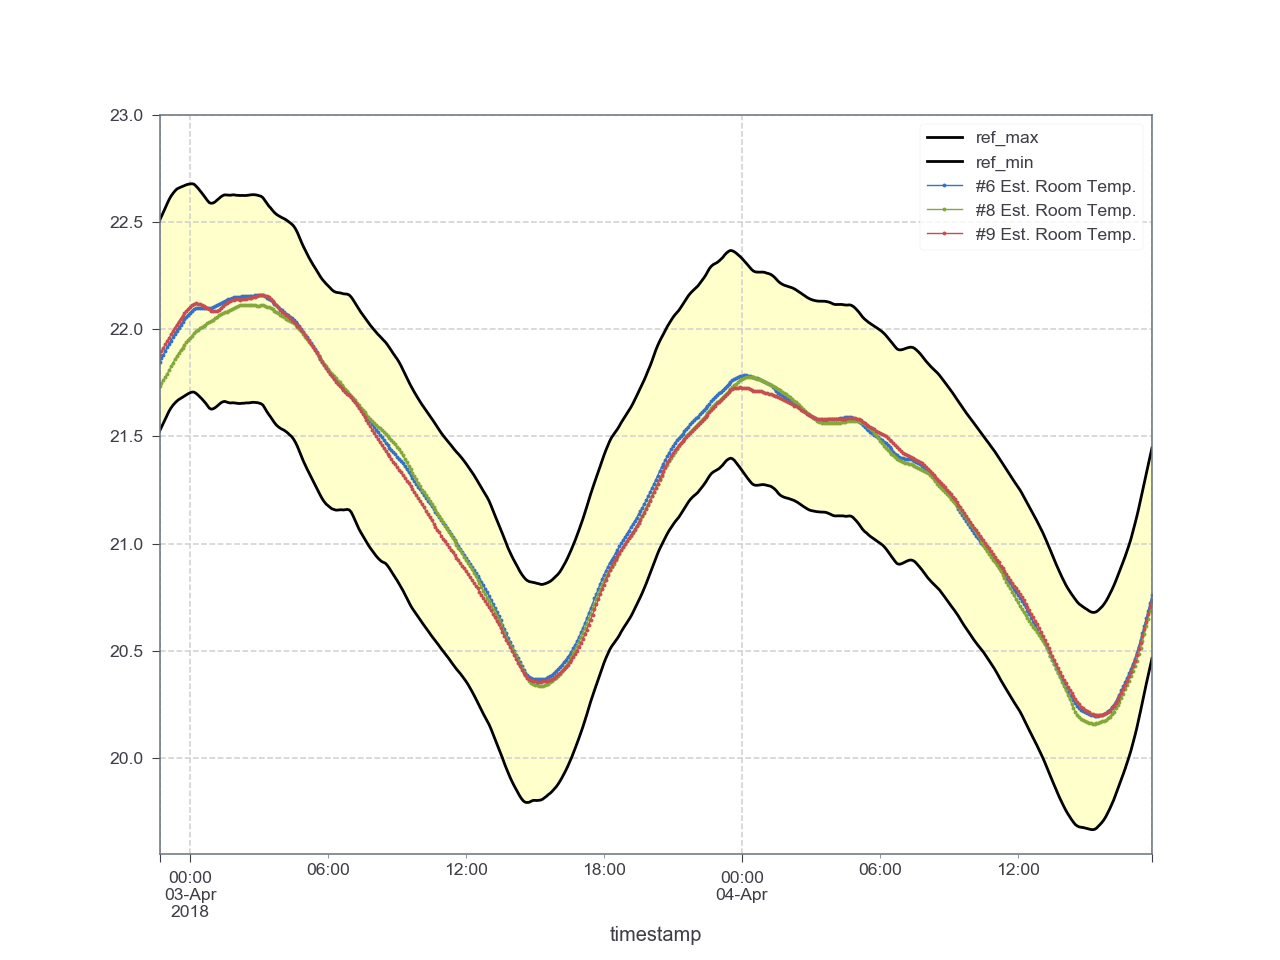 23.0
22.5
22.0
21.5
21.0
20.5
20.0
ref_max
ref_min
#6 Est. Room Temp.
#8 Est. Room Temp.
#9 Est. Room Temp.
00:00 06:00 12:00 18:00 00:00 06:00 12:00
03-Apr 04-Apr
2018
timestamp